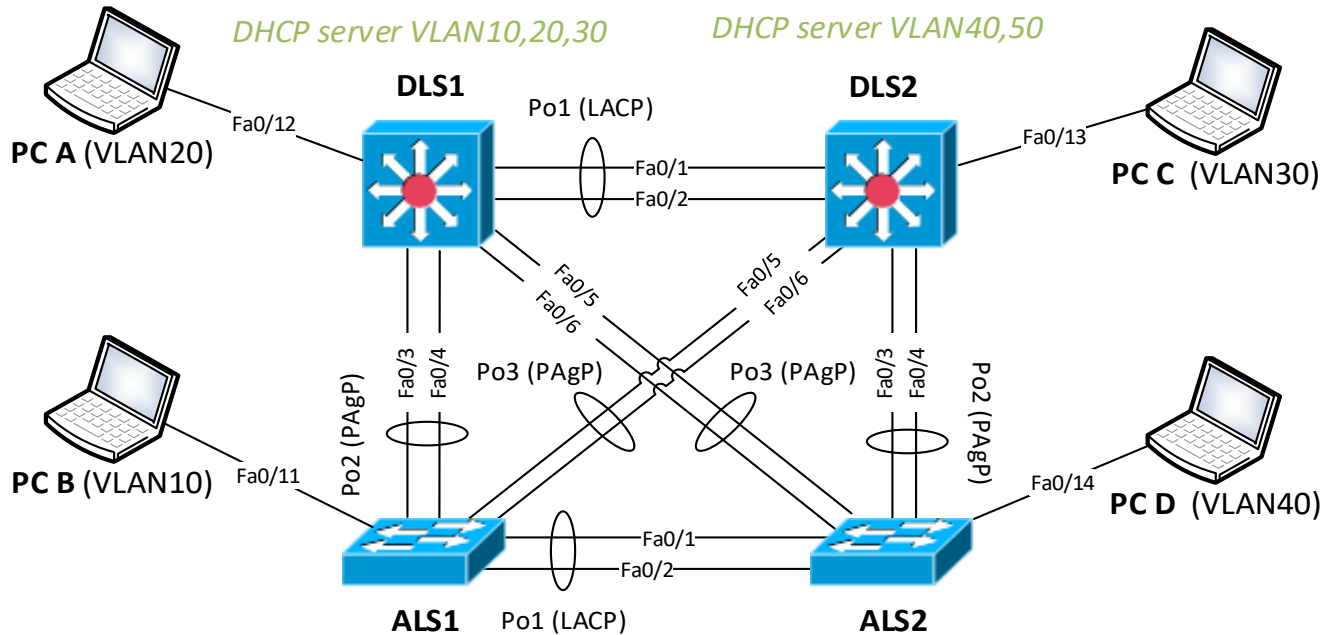 DHCP server VLAN10,20,30
DHCP server VLAN40,50
DLS1
DLS2
Po1 (LACP)
Fa0/12
Fa0/13
PC A (VLAN20)
PC C (VLAN30)
Fa0/1
Fa0/2
Fa0/5
Fa0/6
Fa0/5
Fa0/6
Fa0/3
Fa0/4
Po3 (PAgP)
Po3 (PAgP)
Fa0/3
Fa0/4
Po2 (PAgP)
Po2 (PAgP)
PC B (VLAN10)
Fa0/11
Fa0/14
PC D (VLAN40)
Fa0/1
Fa0/2
ALS1
Po1 (LACP)
ALS2